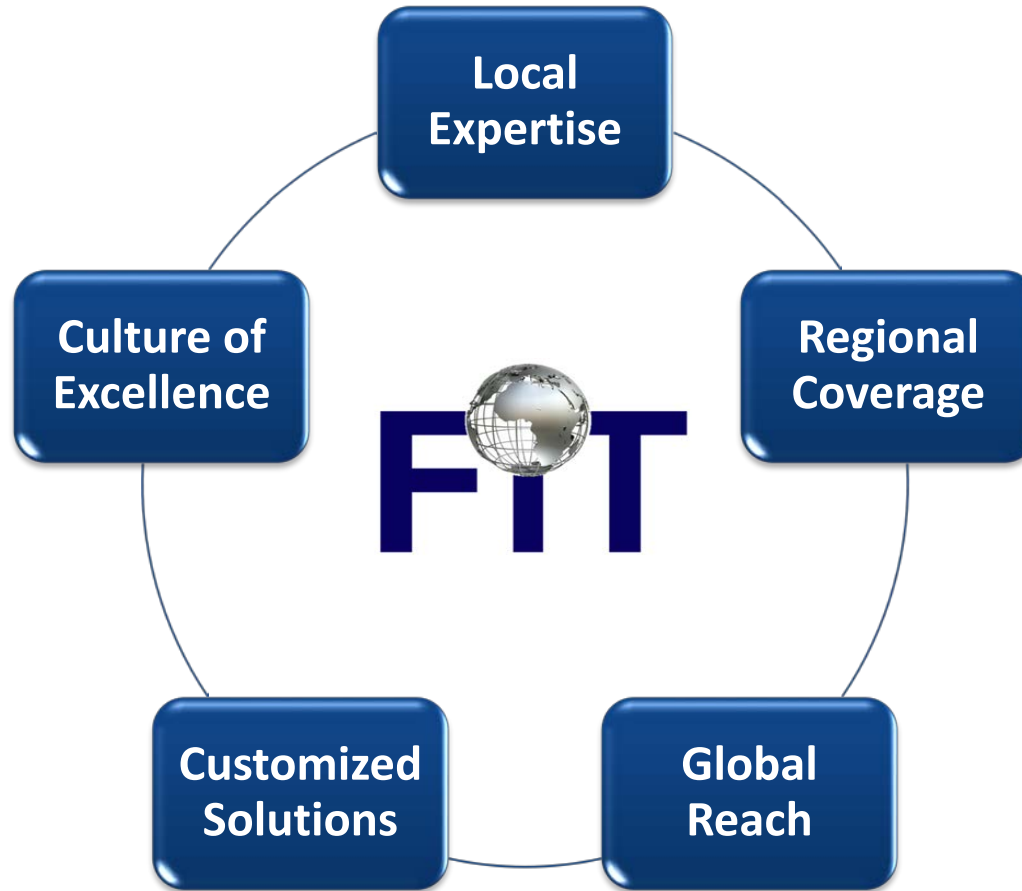 Local
Expertise
Regional
Coverage
Global
Reach
Customized
Solutions
Culture of
Excellence
FiT